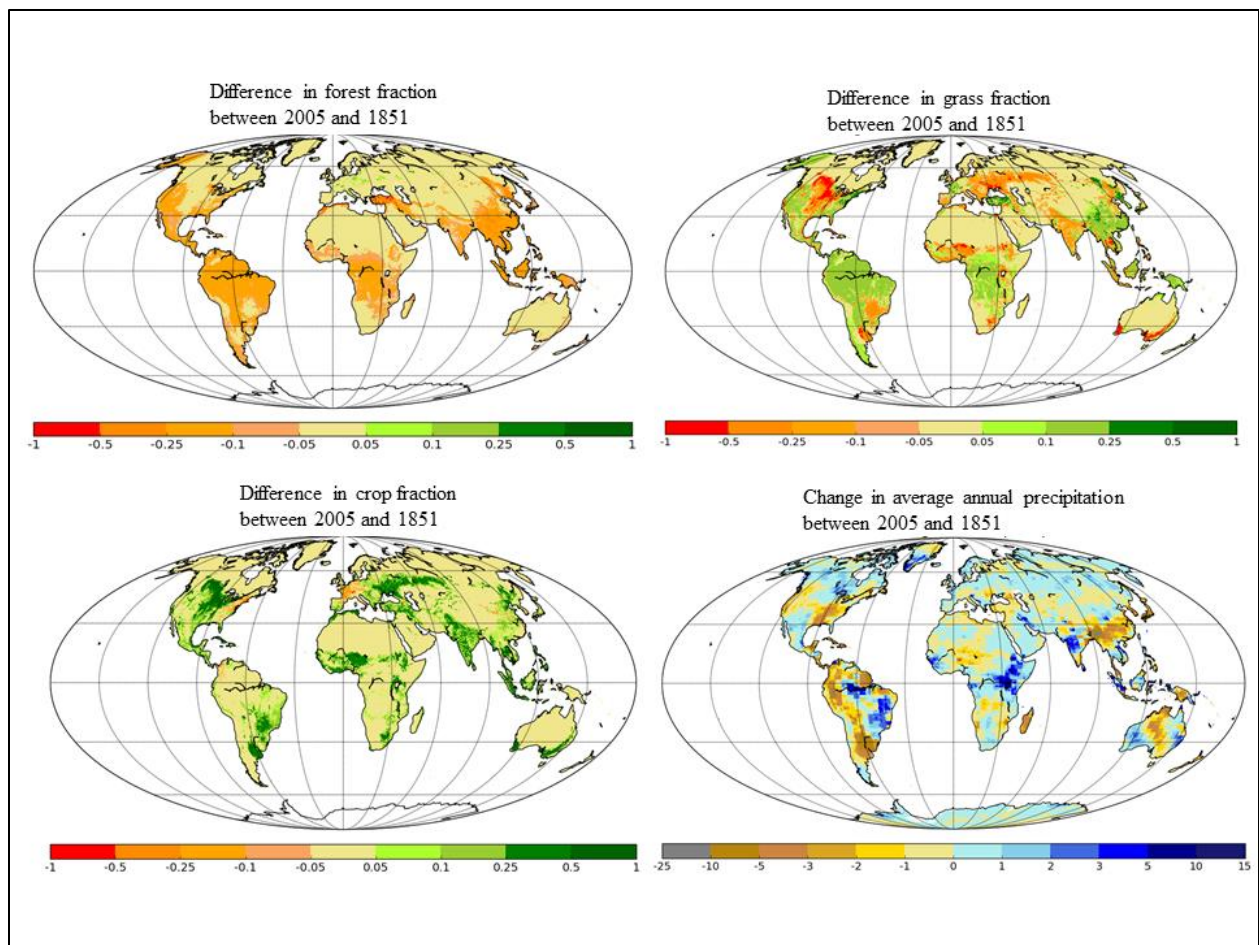 Difference in forest fraction
between 2005 and 1851
Difference in grass fraction
between 2005 and 1851
-1 -0.5 -0.25 -0.1 -0.05 0.05 0.1 0.25 0.5 1
-1 -0.5 -0.25 -0.1 -0.05 0.05 0.1 0.25 0.5 1
Difference in crop fraction
between 2005 and 1851
Change in average annual precipitation
between 2005 and 1851
-1 -0.5 -0.25 -0.1 -0.05 0.05 0.1 0.25 0.5 1
-25 -10 -5 -3 -2 -1 0 1 2 3 5 10 15